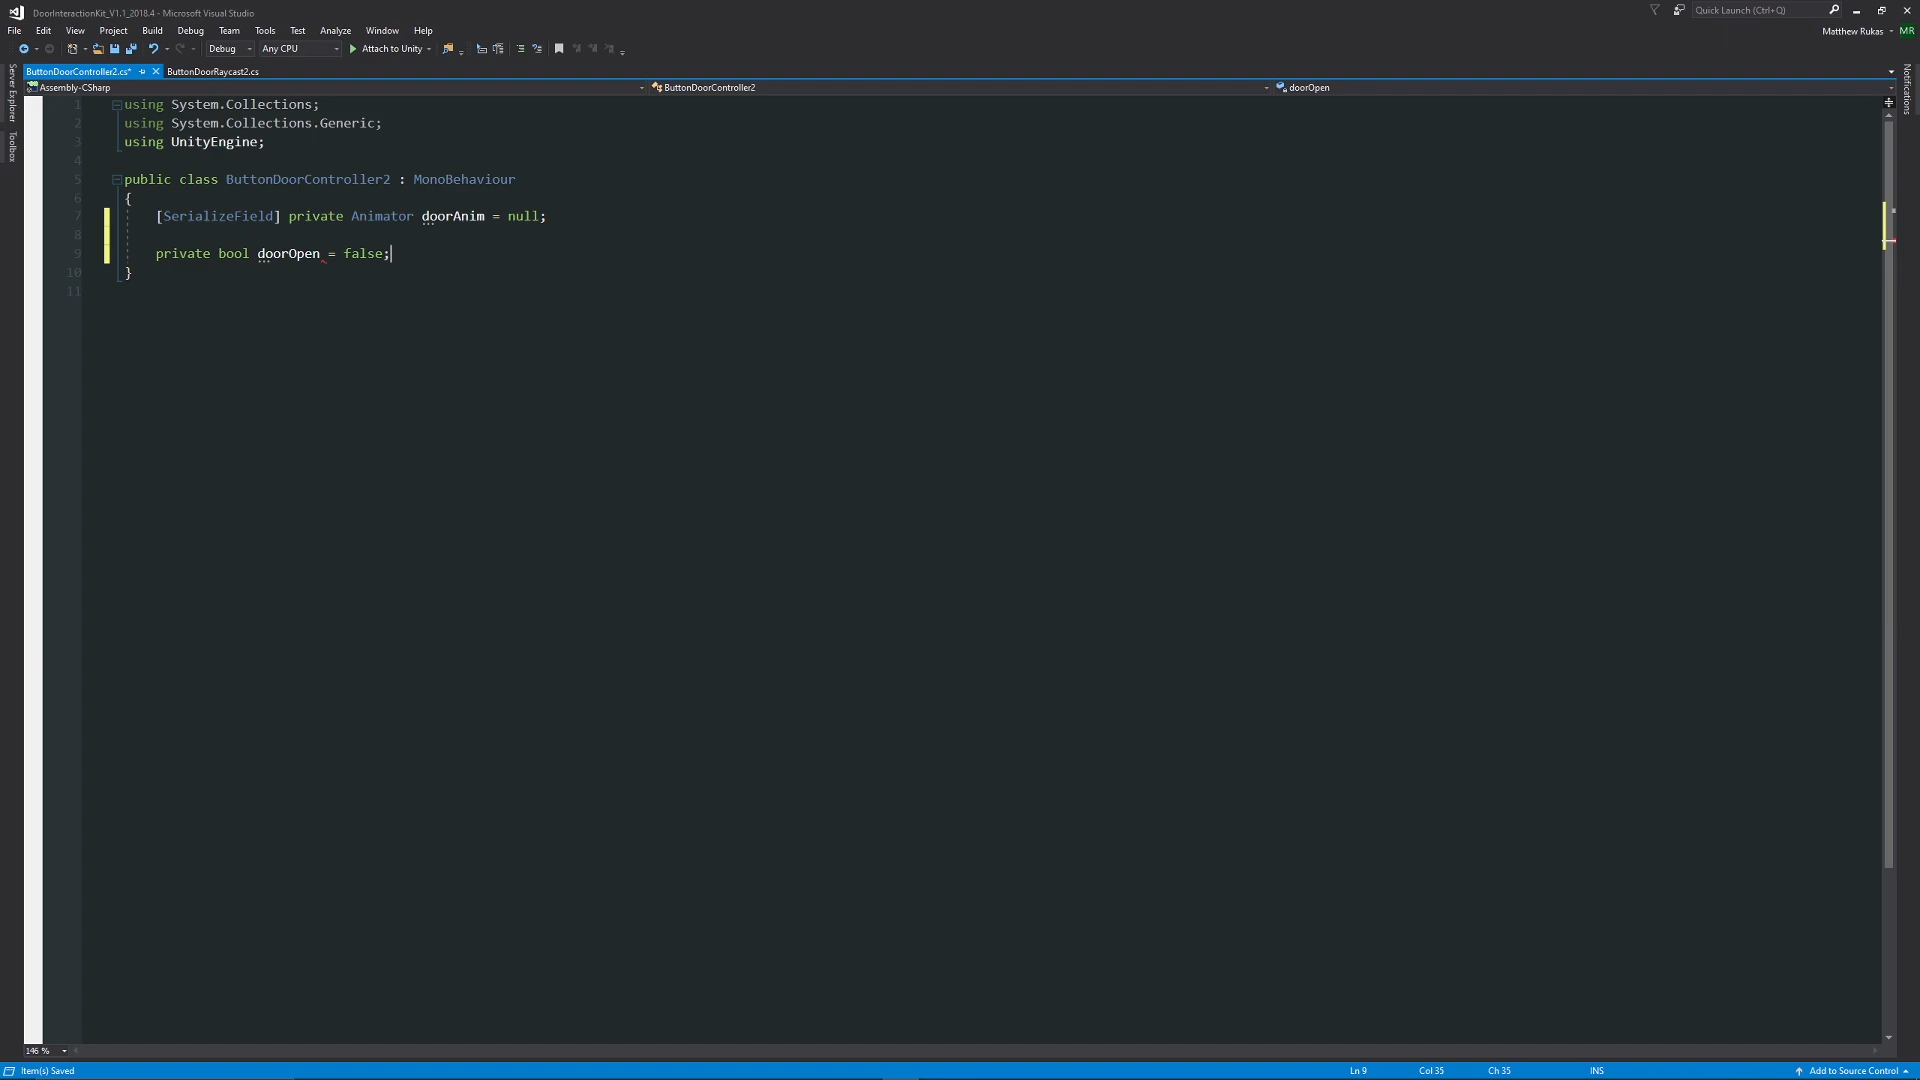 DoorInteractionKit_V1.1_2018.4 - Microsoft Visual Studio
Quick Launch (Ctrl+Q)
File Edit View Project Build Debug Team Tools Test Analyze Window Help
Matthew Rukas MR
Debug Any CPU Attach to Unity
ButtonDoorController2.cs* ButtonDoorRaycast2.cs
Assembly-CSharp ButtonDoorController2 doorOpen
Server Explorer
Toolbox
Notifications
1 using System.Collections;
2 using System.Collections.Generic;
3 using UnityEngine;
4
5 public class ButtonDoorController2 : MonoBehaviour
6 {
7 [SerializeField] private Animator doorAnim = null;
8
9 private bool doorOpen = false;
10 }
11
146 %
Item(s) Saved Ln 9 Col 35 Ch 35 INS Add to Source Control